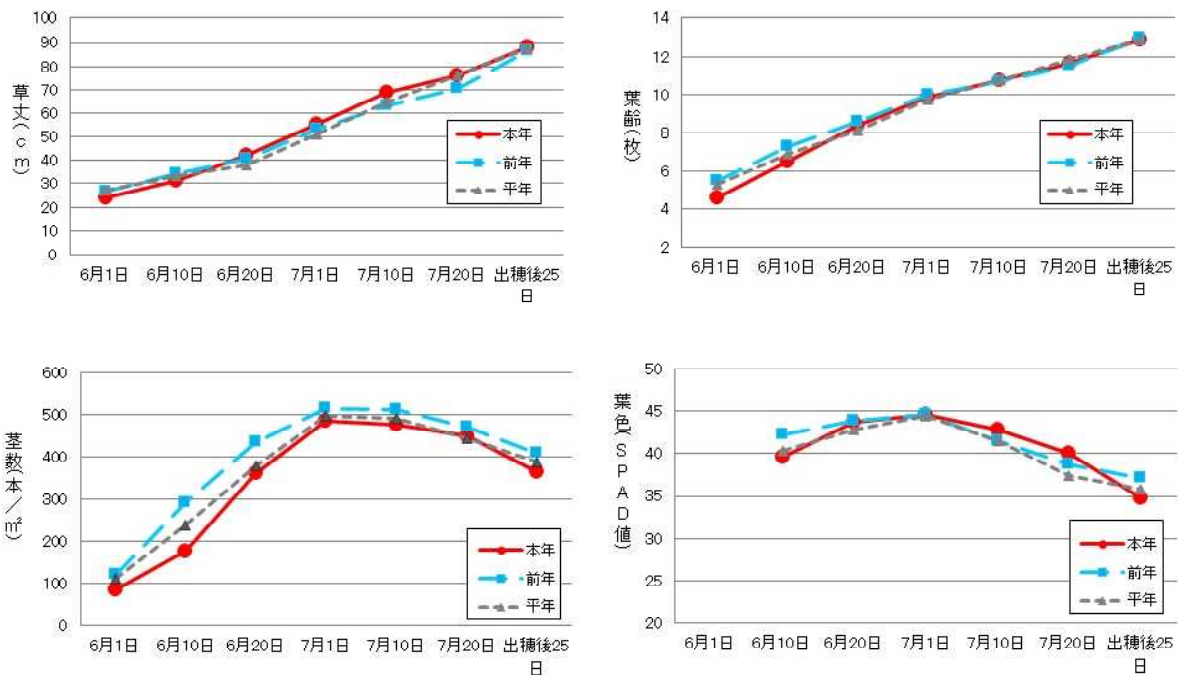 草丈(cm)
100
90
80
70
60
50
40
30
20
10
0
本年
前年
平年
6月1日 6月10日 6月20日 7月1日 7月10日 7月20日 出穂後25
日
葉齢(枚)
14
12
10
8
6
4
2
本年
前年
平年
6月1日 6月10日 6月20日 7月1日 7月10日 7月20日 出穂後25
日
茎数(本/㎡)
600
500
400
300
200
100
0
本年
前年
平年
6月1日 6月10日 6月20日 7月1日 7月10日 7月20日 出穂後25
日
葉色(SPAD値)
50
45
40
35
30
25
20
本年
前年
平年
6月1日 6月10日 6月20日 7月1日 7月10日 7月20日 出穂後25
日